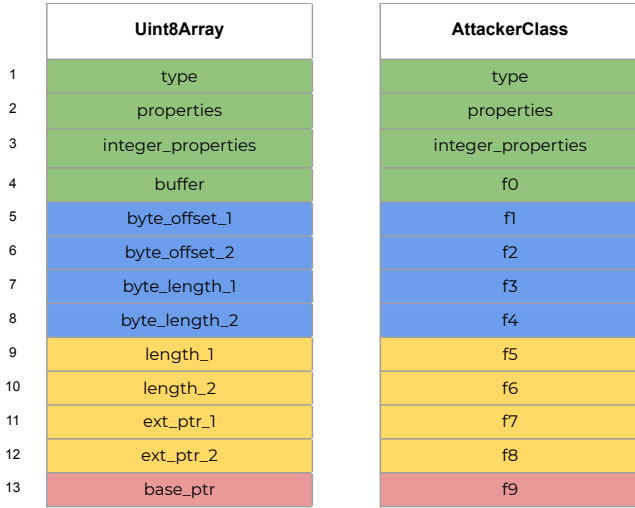 Uint8Array AttackerClass
1 type type
2 properties properties
3 integer_properties integer_properties
4 buffer f0
5 byte_offset_1 f1
6 byte_offset_2 f2
7 byte_length_1 f3
8 byte_length_2 f4
9 length_1 f5
10 length_2 f6
11 ext_ptr_1 f7
12 ext_ptr_2 f8
13 base_ptr f9